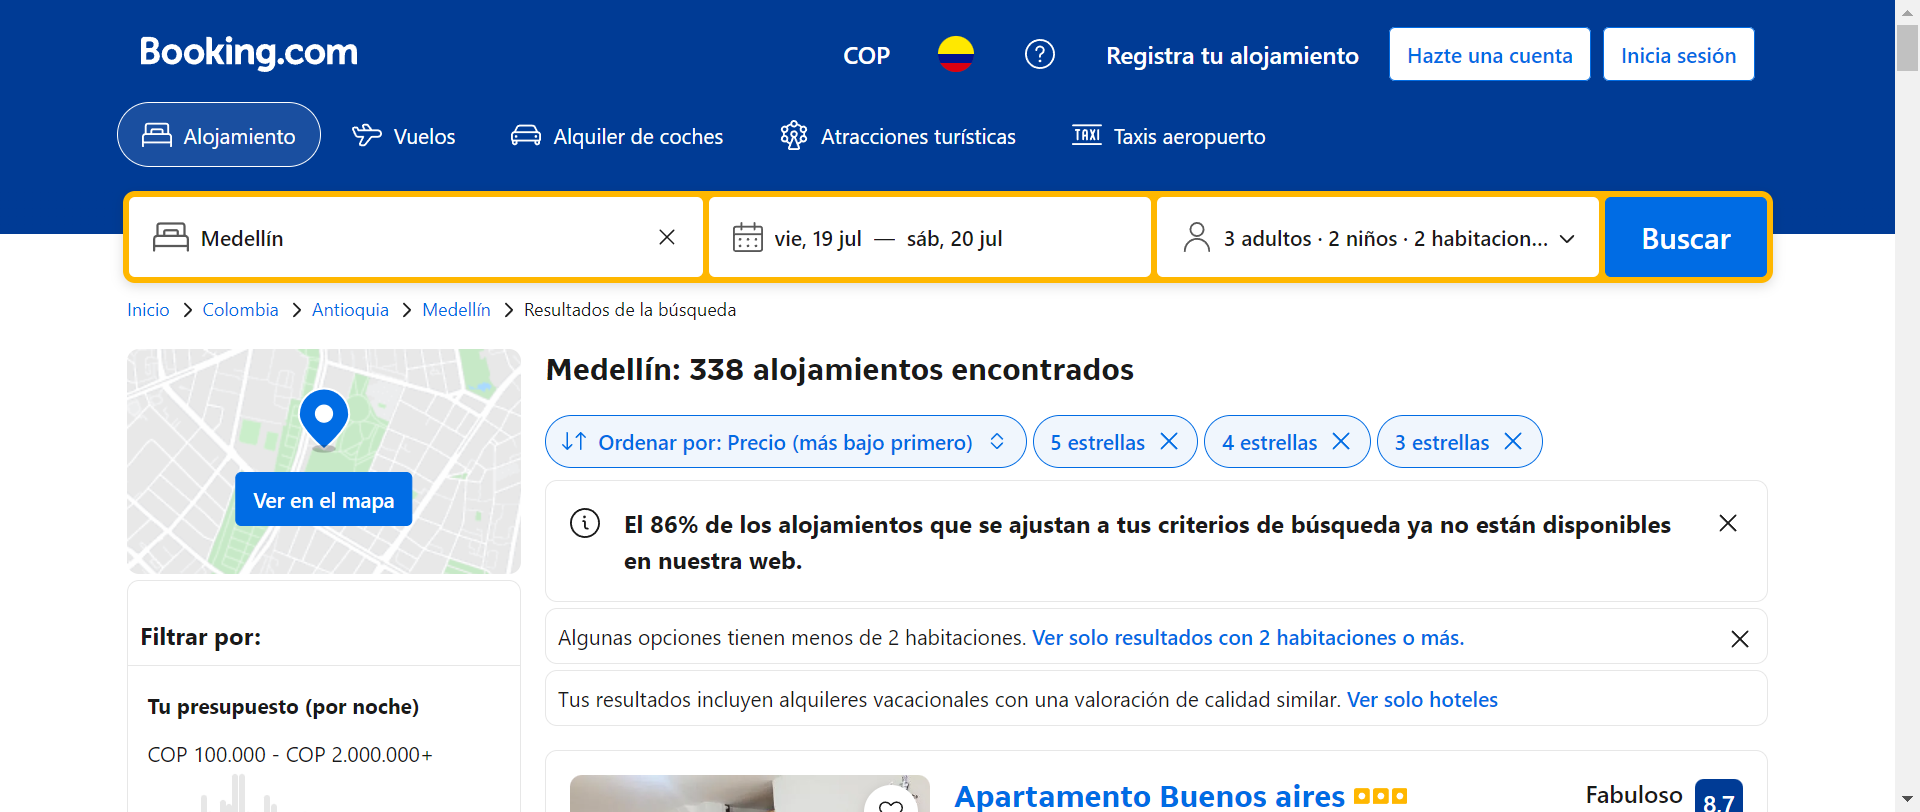 Booking.com
COP
Registra tu alojamiento
Hazte una cuenta
Inicia sesión
Alojamiento
Vuelos
Alquiler de coches
Atracciones turísticas
TAXI
Taxis aeropuerto
Medellín
vie, 19 jul — sáb, 20 jul
3 adultos · 2 niños · 2 habitacion...
Buscar
Inicio > Colombia > Antioquia > Medellín > Resultados de la búsqueda
Ver en el mapa
Filtrar por:
Tu presupuesto (por noche)
COP 100.000 - COP 2.000.000+
Medellín: 338 alojamientos encontrados
Ordenar por: Precio (más bajo primero)
5 estrellas
4 estrellas
3 estrellas
El 86% de los alojamientos que se ajustan a tus criterios de búsqueda ya no están disponibles
en nuestra web.
Algunas opciones tienen menos de 2 habitaciones. Ver solo resultados con 2 habitaciones o más.
Tus resultados incluyen alquileres vacacionales con una valoración de calidad similar. Ver solo hoteles
Apartamento Buenos aires
Fabuloso
8,7